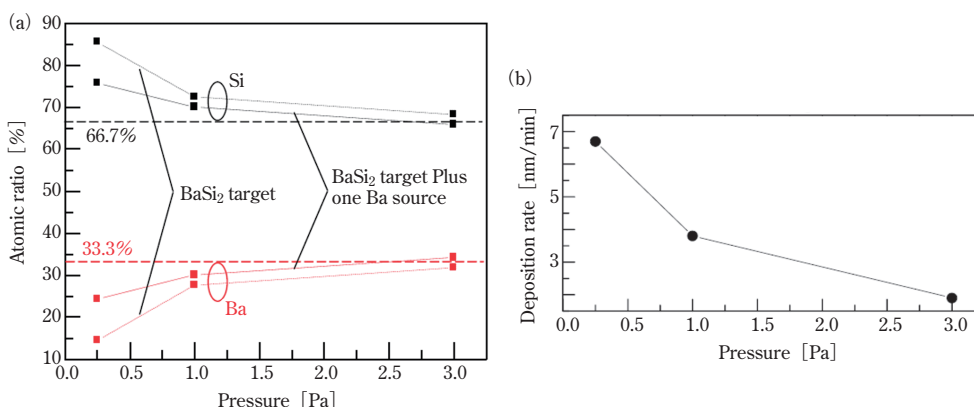 (a)
Atomic ratio [%]
90
80
70
60
50
40
30
20
10
Si
66.7%
BaSi₂ target
BaSi₂ target Plus
one Ba source
33.3%
Ba
0.0 0.5 1.0 1.5 2.0 2.5 3.0
Pressure [Pa]
(b)
Deposition rate [nm/min]
7
5
3
0.0 0.5 1.0 1.5 2.0 2.5 3.0
Pressure [Pa]